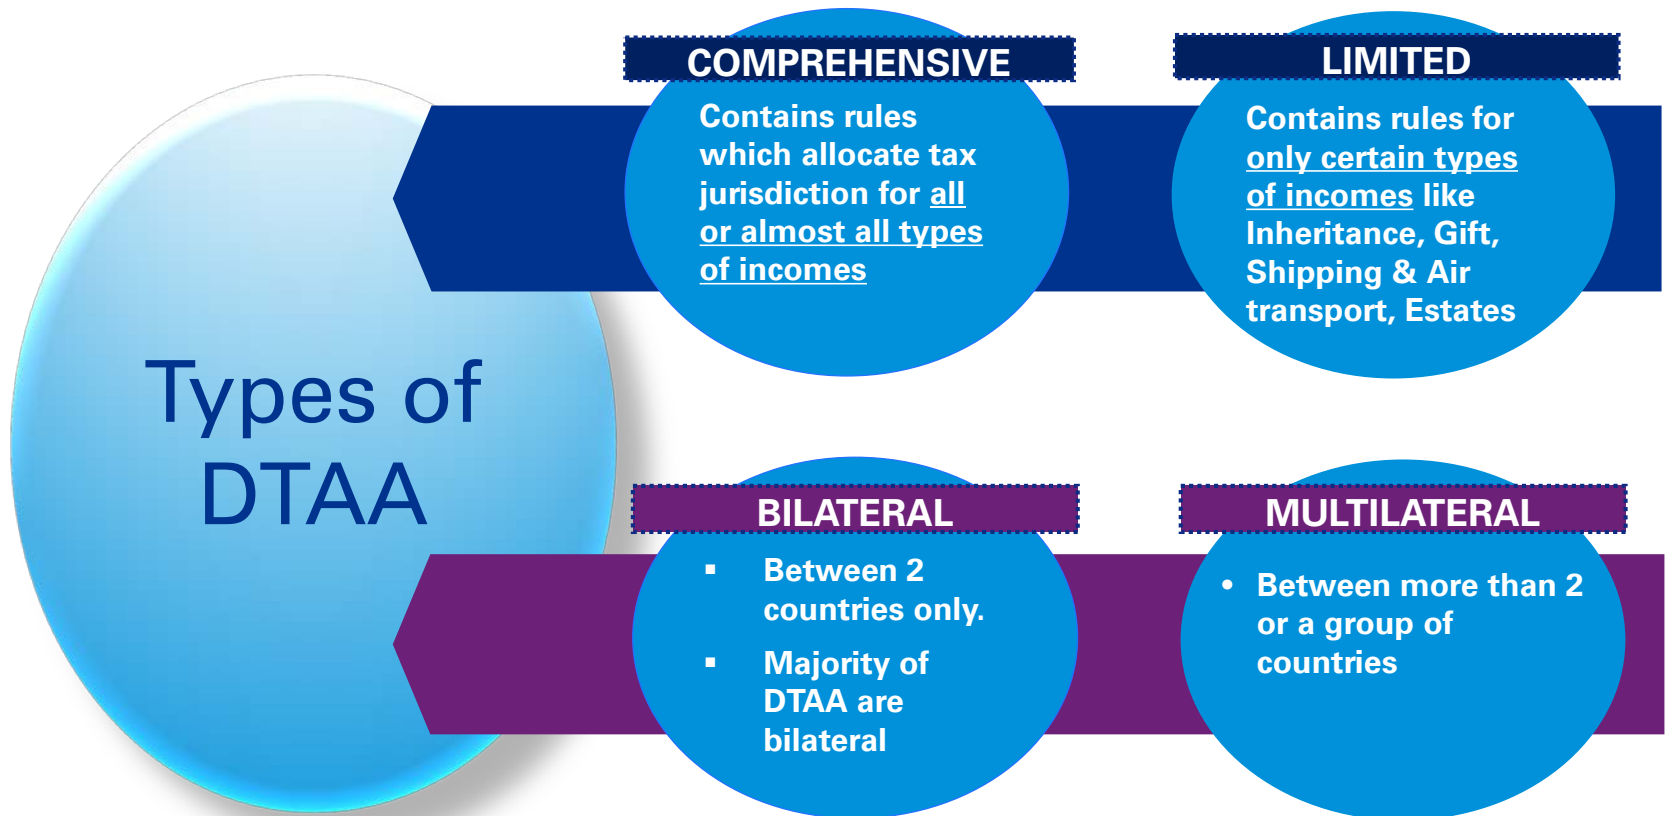 Types of
DTAA
COMPREHENSIVE
Contains rules
which allocate tax
jurisdiction for all
or almost all types
of incomes
LIMITED
Contains rules for
only certain types
of incomes like
Inheritance, Gift,
Shipping & Air
transport, Estates
BILATERAL
▪ Between 2
countries only.
▪ Majority of
DTAA are
bilateral
MULTILATERAL
• Between more than 2
or a group of
countries